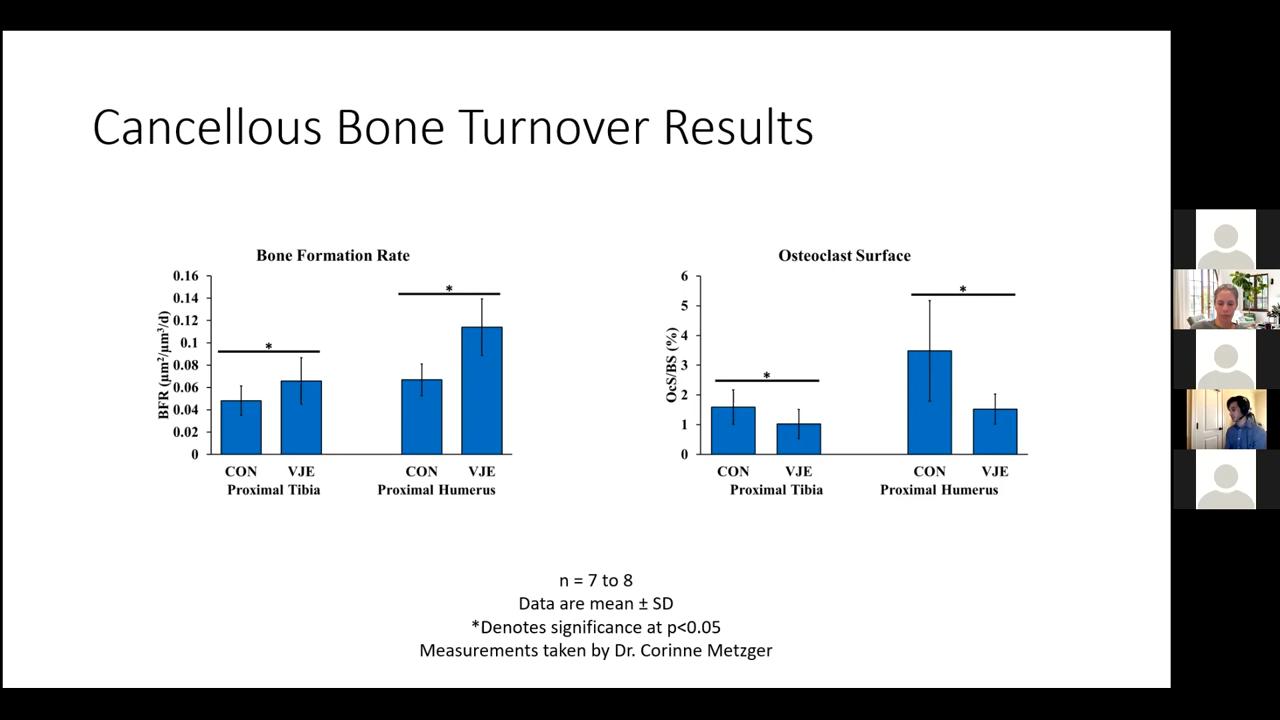 Cancellous Bone Turnover Results
Bone Formation Rate
0.16
0.14
0.12
0.1
0.08
0.06
0.04
0.02
0
BFR (µm²/µm³/d)
*
*
CON VJE CON VJE
Proximal Tibia Proximal Humerus
Osteoclast Surface
6
5
4
3
2
1
0
OcS/BS (%)
*
*
CON VJE CON VJE
Proximal Tibia Proximal Humerus
n = 7 to 8
Data are mean ± SD
*Denotes significance at p<0.05
Measurements taken by Dr. Corinne Metzger